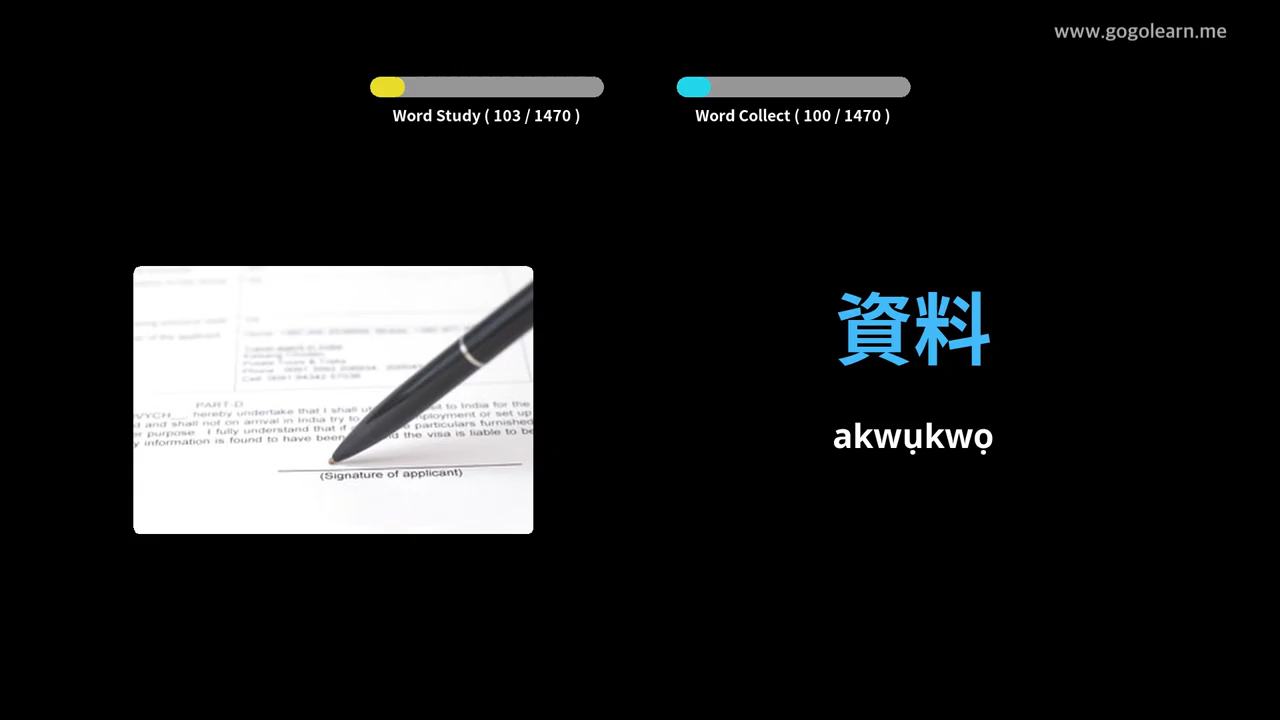 www.gogolearn.me
Word Study ( 103 / 1470 )
Word Collect ( 100 / 1470 )
PART-D
hereby undertake that I shall
sit to India for the
and shall not on arrival in India try to
employment or set up
purpose. I fully understand that if
particulars furnished
information is found to have been
d the visa is liable to be
(Signature of applicant)
資料
akwụkwọ